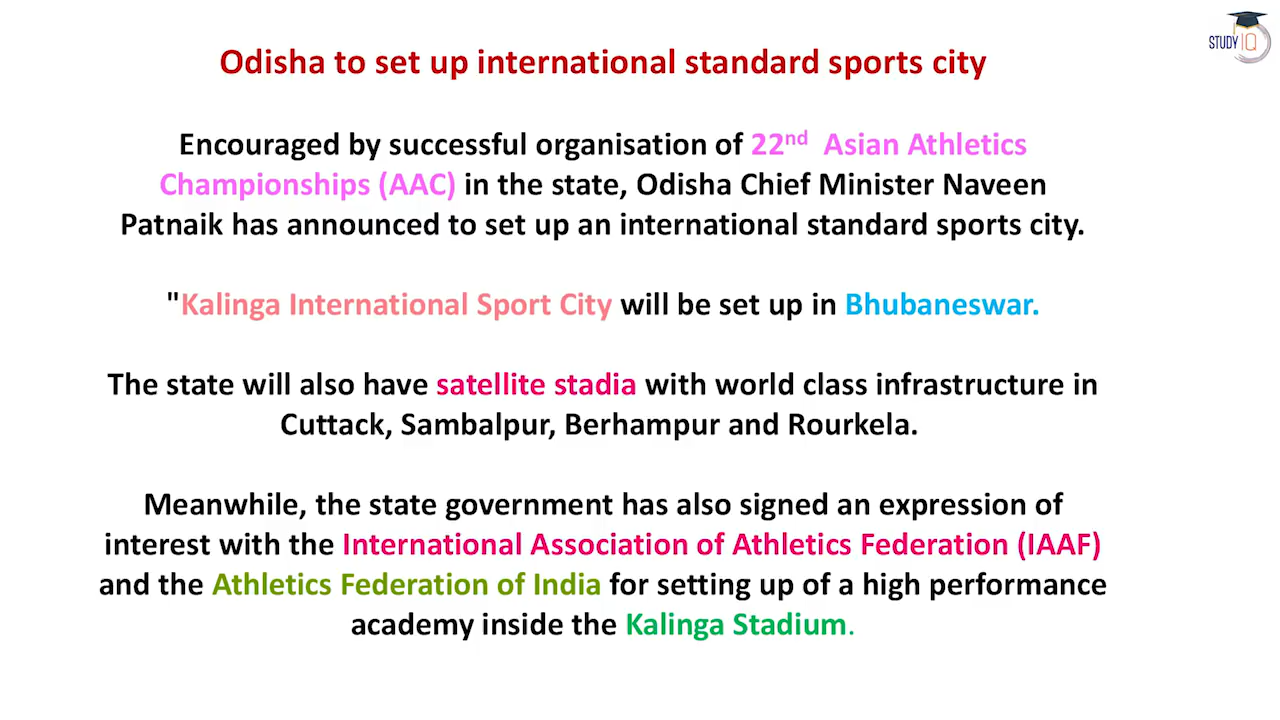 STUDY IQ
Odisha to set up international standard sports city
Encouraged by successful organisation of 22nd Asian Athletics
Championships (AAC) in the state, Odisha Chief Minister Naveen
Patnaik has announced to set up an international standard sports city.
"Kalinga International Sport City will be set up in Bhubaneswar.
The state will also have satellite stadia with world class infrastructure in
Cuttack, Sambalpur, Berhampur and Rourkela.
Meanwhile, the state government has also signed an expression of
interest with the International Association of Athletics Federation (IAAF)
and the Athletics Federation of India for setting up of a high performance
academy inside the Kalinga Stadium.